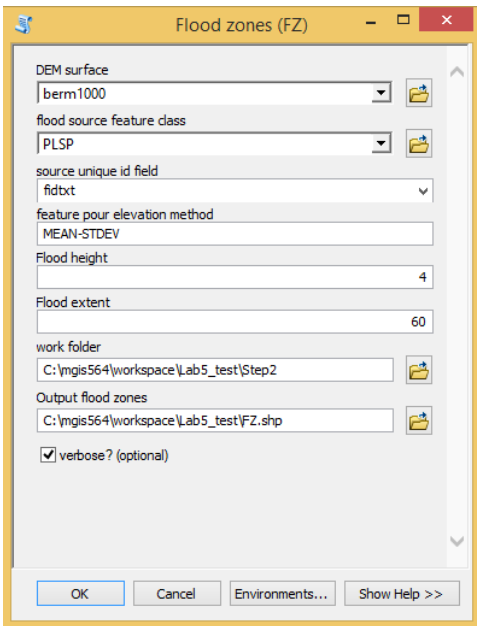 Flood zones (FZ)
DEM surface
berm1000
flood source feature class
PLSP
source unique id field
fidtxt
feature pour elevation method
MEAN-STDEV
Flood height
4
Flood extent
60
work folder
C:\mgis564\workspace\Lab5_test\Step2
Output flood zones
C:\mgis564\workspace\Lab5_test\FZ.shp
verbose? (optional)
OK Cancel Environments... Show Help >>